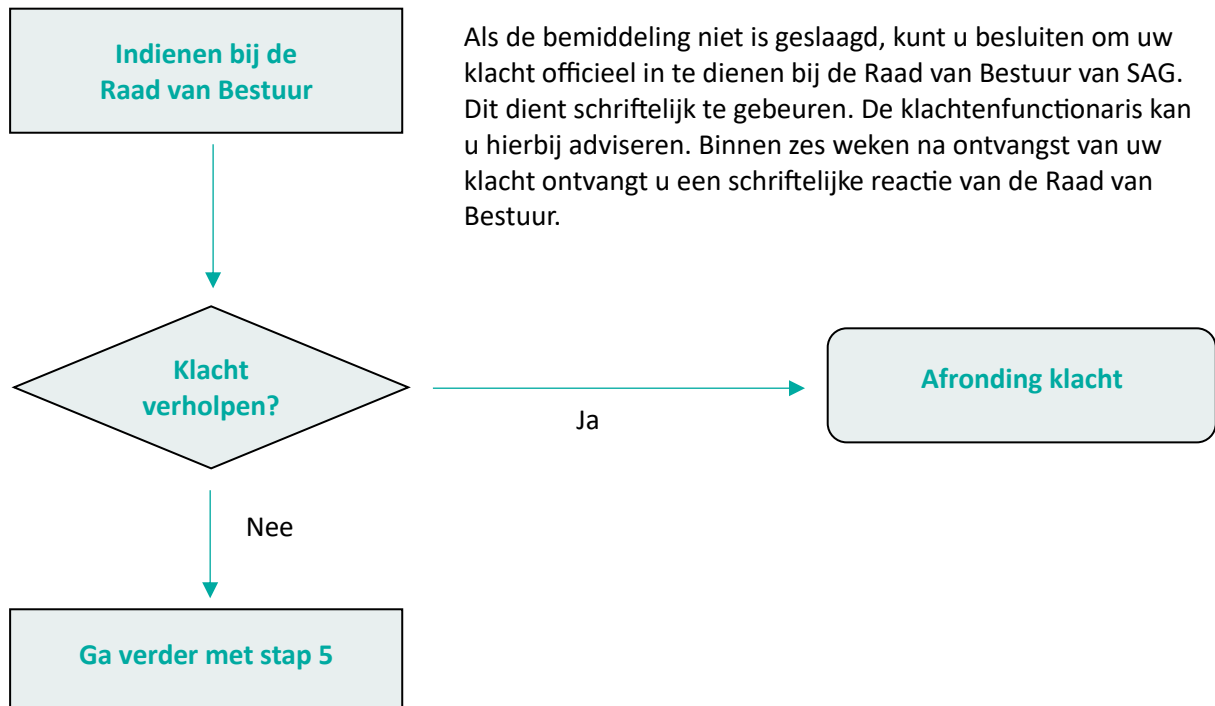 Indienen bij de
Raad van Bestuur
Als de bemiddeling niet is geslaagd, kunt u besluiten om uw
klacht officieel in te dienen bij de Raad van Bestuur van SAG.
Dit dient schriftelijk te gebeuren. De klachtenfunctionaris kan
u hierbij adviseren. Binnen zes weken na ontvangst van uw
klacht ontvangt u een schriftelijke reactie van de Raad van
Bestuur.
Klacht
verholpen?
Ja
Afronding klacht
Nee
Ga verder met stap 5